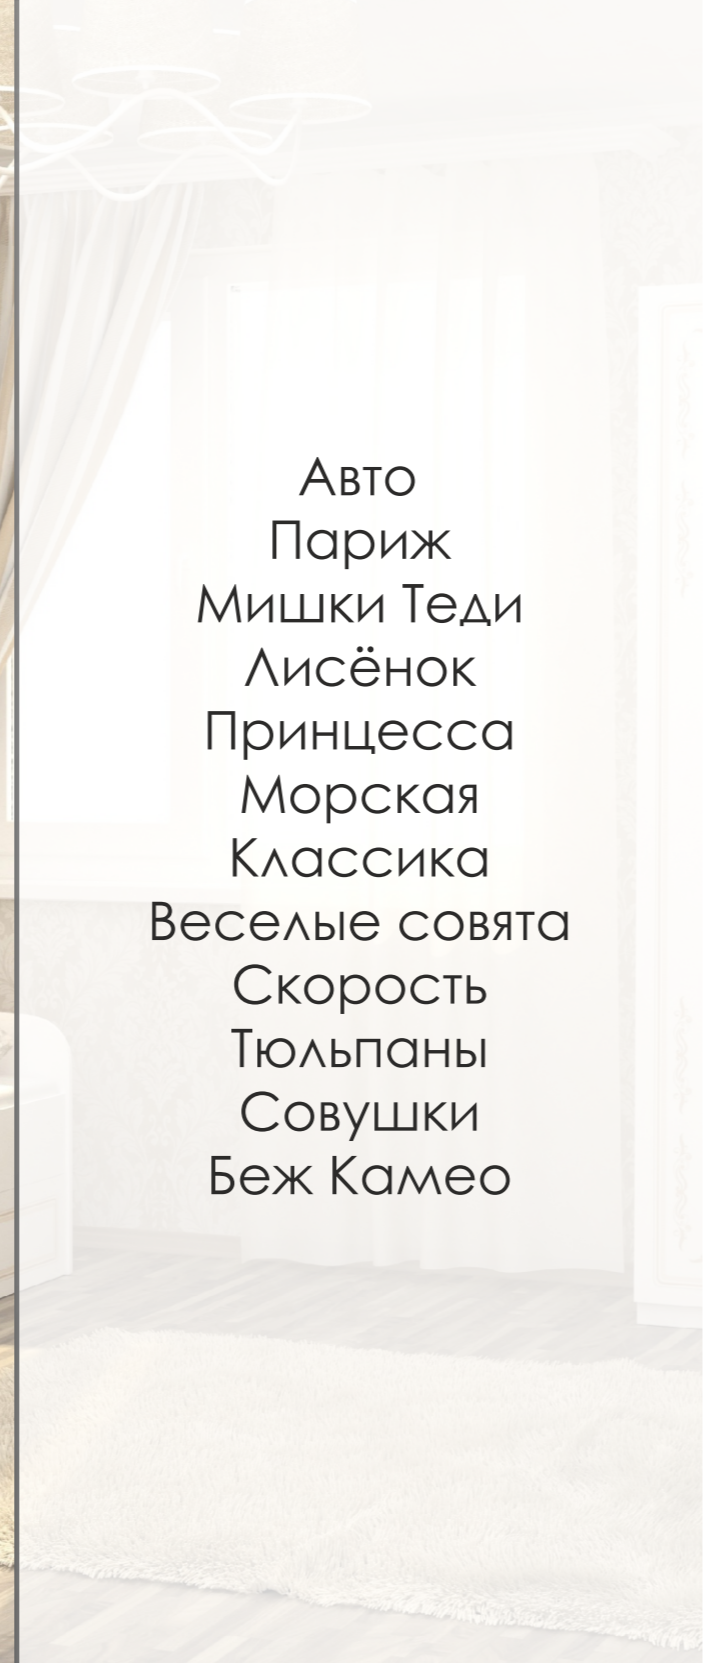 Авто
Париж
Мишки Теди
Лисёнок
Принцесса
Морская
Классика
Веселые совята
Скорость
Тюльпаны
Совушки
Беж Камео